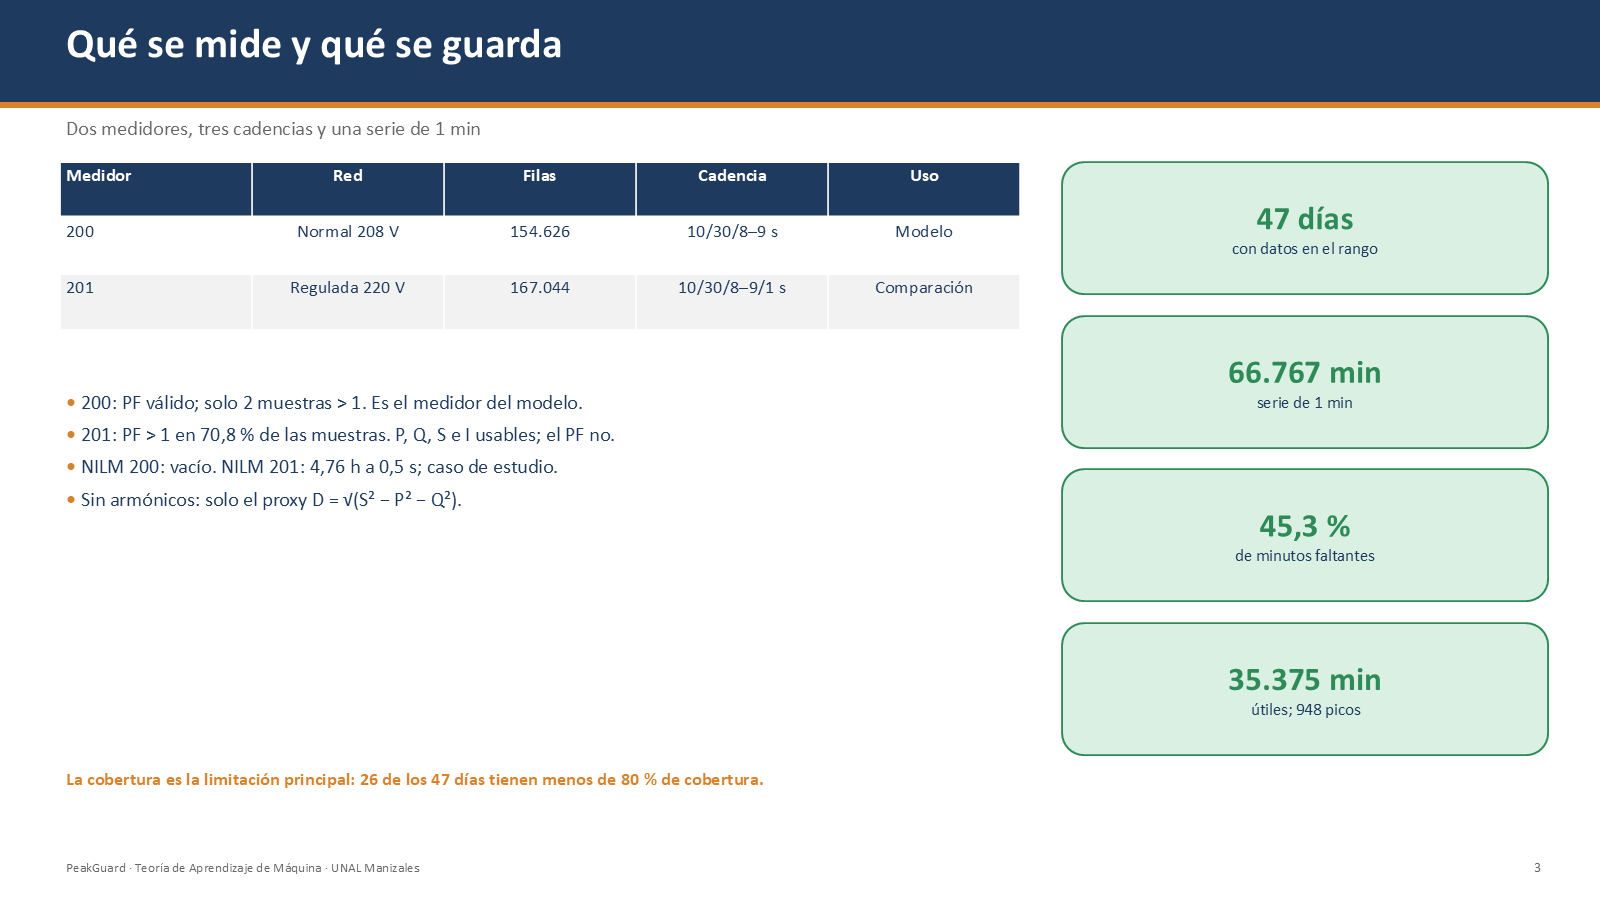 Qué se mide y qué se guarda
Dos medidores, tres cadencias y una serie de 1 min
Medidor Red Filas Cadencia Uso
200 Normal 208 V 154.626 10/30/8–9 s Modelo
201 Regulada 220 V 167.044 10/30/8–9/1 s Comparación
• 200: PF válido; solo 2 muestras > 1. Es el medidor del modelo.
• 201: PF > 1 en 70,8 % de las muestras. P, Q, S e I usables; el PF no.
• NILM 200: vacío. NILM 201: 4,76 h a 0,5 s; caso de estudio.
• Sin armónicos: solo el proxy D = √(S² − P² − Q²).
47 días
con datos en el rango
66.767 min
serie de 1 min
45,3 %
de minutos faltantes
35.375 min
útiles; 948 picos
La cobertura es la limitación principal: 26 de los 47 días tienen menos de 80 % de cobertura.
PeakGuard · Teoría de Aprendizaje de Máquina · UNAL Manizales
3